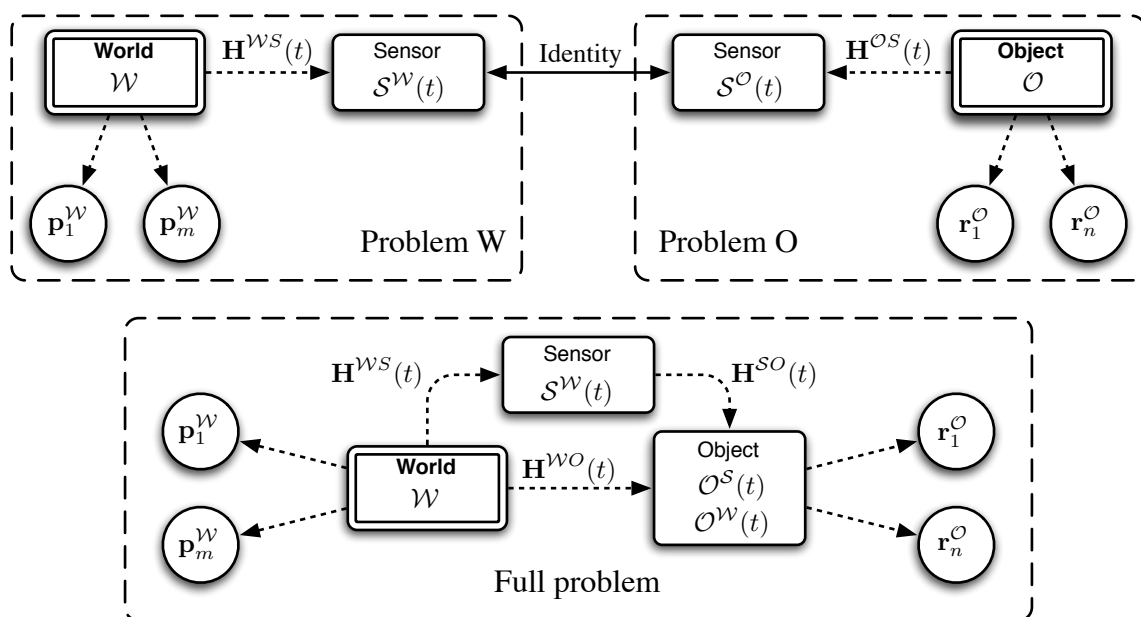 World
𝒲
H^{𝒲𝒮}(t)
Sensor
𝒮^𝒲(t)
p_1^𝒲
p_m^𝒲
Problem W
Identity
Sensor
𝒮^𝒪(t)
H^{𝒪𝒮}(t)
Object
𝒪
r_1^𝒪
r_n^𝒪
Problem O
H^{𝒲𝒮}(t)
Sensor
𝒮^𝒲(t)
H^{𝒮𝒪}(t)
p_1^𝒲
p_m^𝒲
World
𝒲
H^{𝒲𝒪}(t)
Object
𝒪^𝒮(t)
𝒪^𝒲(t)
r_1^𝒪
r_n^𝒪
Full problem